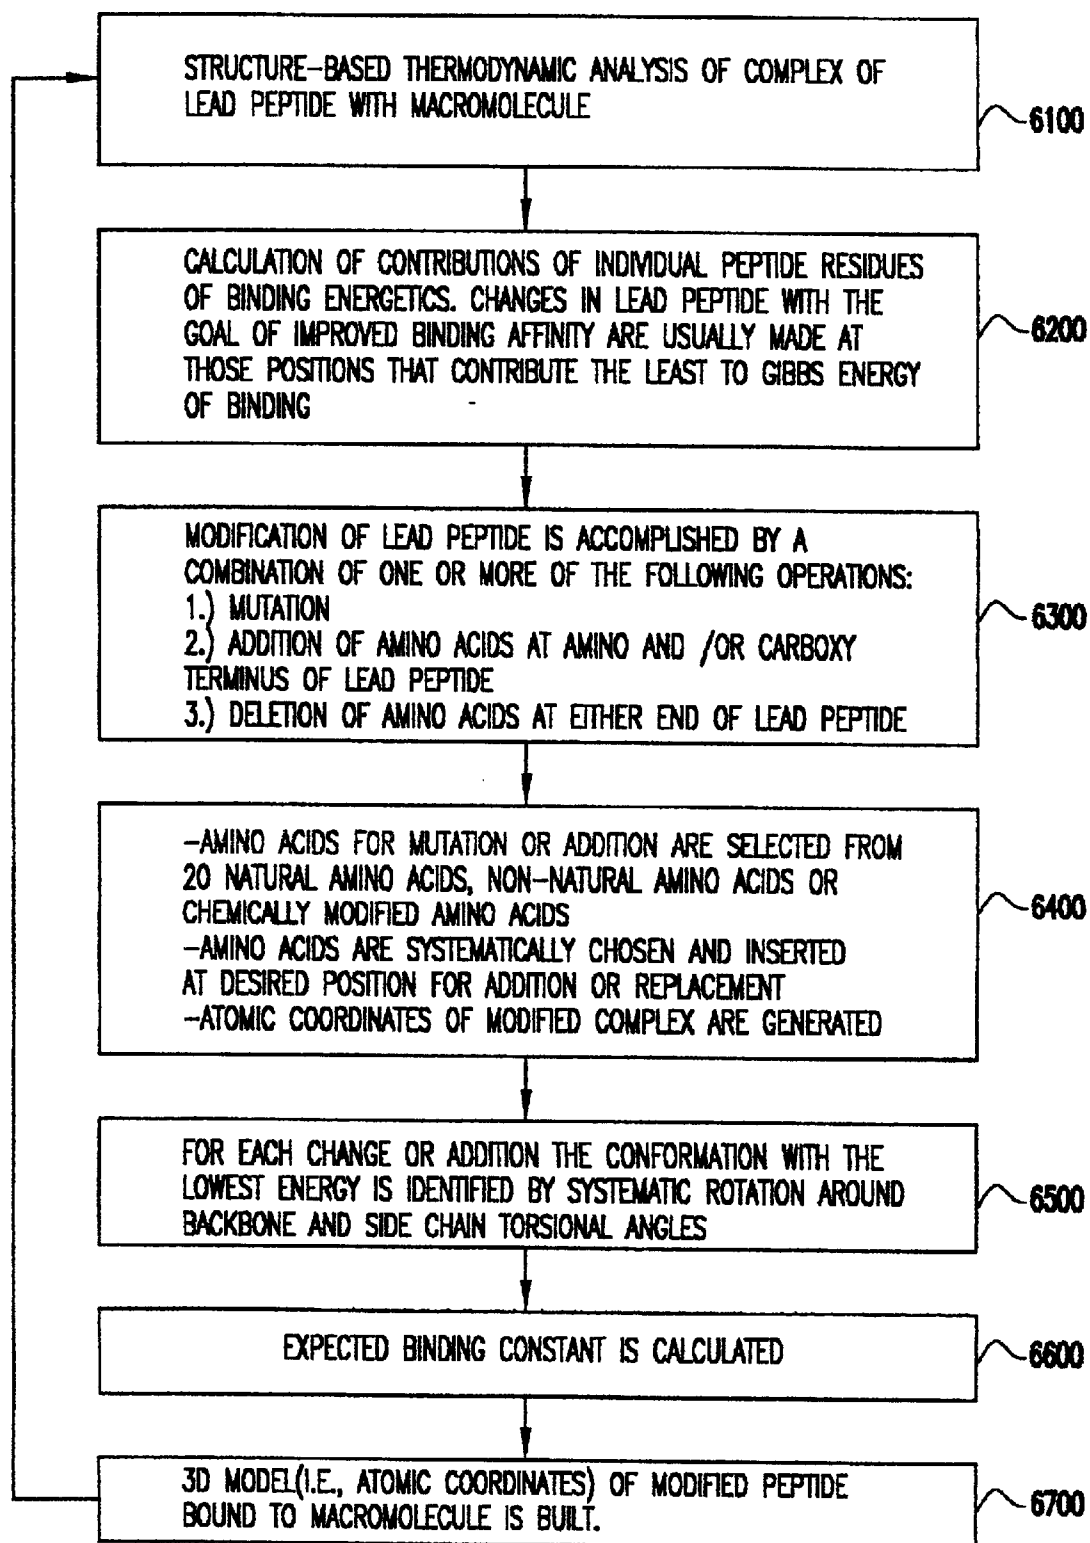 STRUCTURE-BASED THERMODYNAMIC ANALYSIS OF COMPLEX OF
LEAD PEPTIDE WITH MACROMOLECULE
6100
CALCULATION OF CONTRIBUTIONS OF INDIVIDUAL PEPTIDE RESIDUES
OF BINDING ENERGETICS. CHANGES IN LEAD PEPTIDE WITH THE
GOAL OF IMPROVED BINDING AFFINITY ARE USUALLY MADE AT
THOSE POSITIONS THAT CONTRIBUTE THE LEAST TO GIBBS ENERGY
OF BINDING
6200
MODIFICATION OF LEAD PEPTIDE IS ACCOMPLISHED BY A
COMBINATION OF ONE OR MORE OF THE FOLLOWING OPERATIONS:
1.) MUTATION
2.) ADDITION OF AMINO ACIDS AT AMINO AND /OR CARBOXY
TERMINUS OF LEAD PEPTIDE
3.) DELETION OF AMINO ACIDS AT EITHER END OF LEAD PEPTIDE
6300
-AMINO ACIDS FOR MUTATION OR ADDITION ARE SELECTED FROM
20 NATURAL AMINO ACIDS, NON-NATURAL AMINO ACIDS OR
CHEMICALLY MODIFIED AMINO ACIDS
-AMINO ACIDS ARE SYSTEMATICALLY CHOSEN AND INSERTED
AT DESIRED POSITION FOR ADDITION OR REPLACEMENT
-ATOMIC COORDINATES OF MODIFIED COMPLEX ARE GENERATED
6400
FOR EACH CHANGE OR ADDITION THE CONFORMATION WITH THE
LOWEST ENERGY IS IDENTIFIED BY SYSTEMATIC ROTATION AROUND
BACKBONE AND SIDE CHAIN TORSIONAL ANGLES
6500
EXPECTED BINDING CONSTANT IS CALCULATED
6600
3D MODEL(I.E., ATOMIC COORDINATES) OF MODIFIED PEPTIDE
BOUND TO MACROMOLECULE IS BUILT.
6700